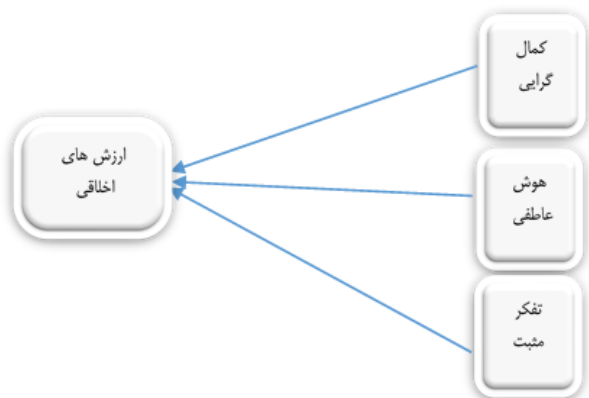 کمال
گرایی
ارزش های
اخلاقی
هوش
عاطفی
تفکر
مثبت